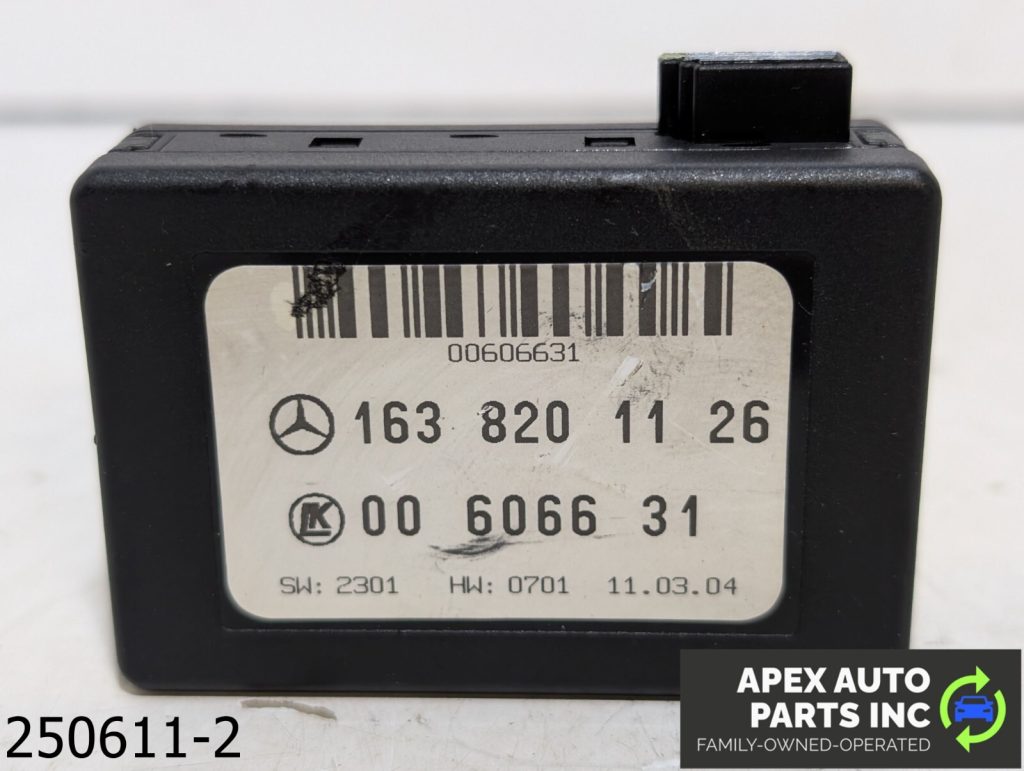 00606631
163 820 11 26
LK 00 6066 31
SW: 2301 HW: 0701 11.03.04
250611-2
APEX AUTO
PARTS INC
FAMILY-OWNED-OPERATED